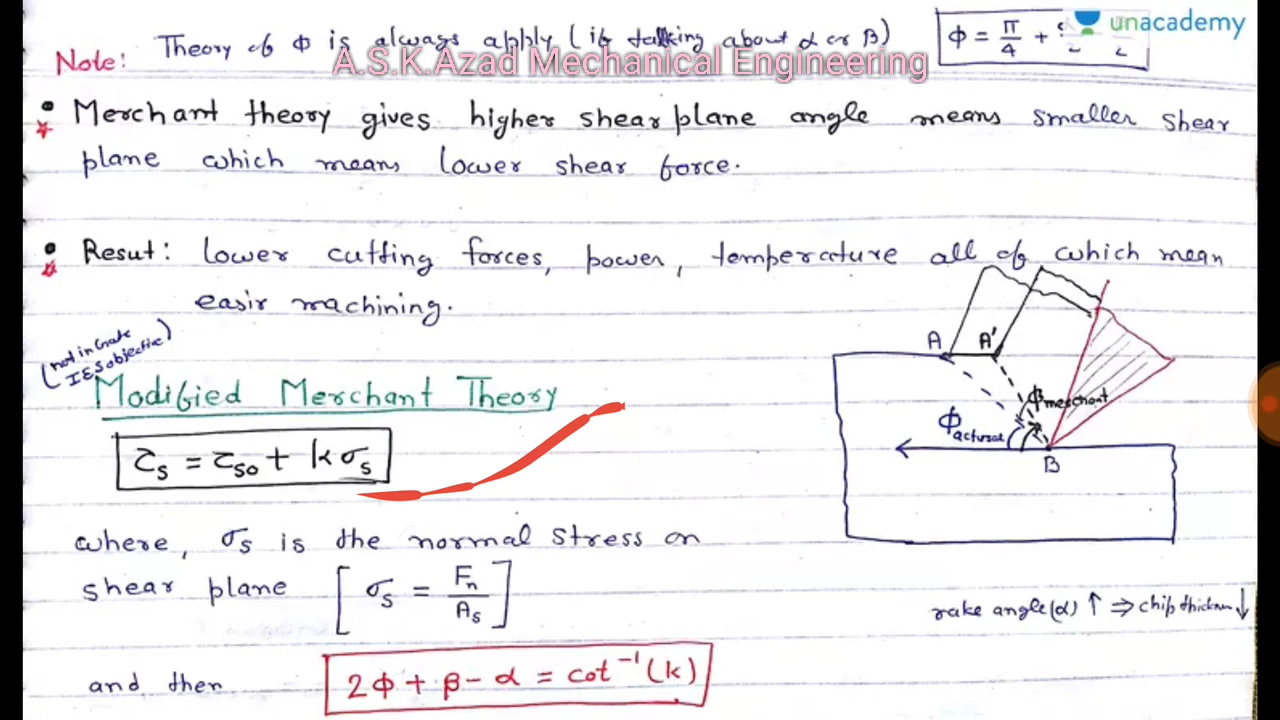 Note: Theory of Φ is always apply (if talking about α or β)
Φ = π/4 +
unacademy
A.S.K.Azad Mechanical Engineering
• Merchant theory gives higher shear plane angle means smaller shear
plane which means lower shear force.
• Resut: lower cutting forces, power, temperature all of which mean
easir machining.
(not in Gate
IES objective)
Modified Merchant Theory
τs = τso + kσs
where, σs is the normal stress on
shear plane [σs = Fn/As]
and then 2Φ + β - α = cot⁻¹(k)
A A'
Φmerchant
Φactural
B
rake angle(α) ↑ ⇒ chip thickn ↓